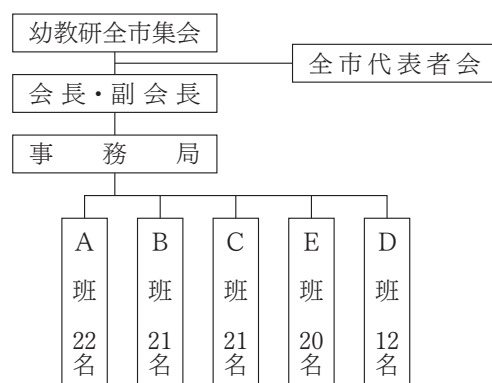 幼教研全市集会
全市代表者会
会長・副会長
事務局
A班22名
B班21名
C班21名
E班20名
D班12名